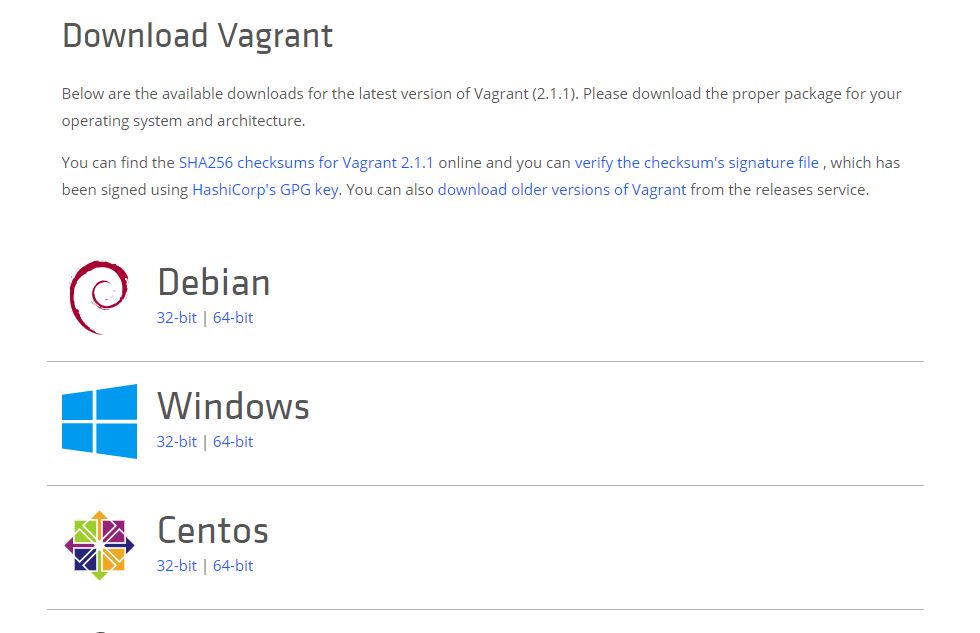 Download Vagrant
Below are the available downloads for the latest version of Vagrant (2.1.1). Please download the proper package for your
operating system and architecture.
You can find the SHA256 checksums for Vagrant 2.1.1 online and you can verify the checksum's signature file , which has
been signed using HashiCorp's GPG key. You can also download older versions of Vagrant from the releases service.
Debian
32-bit | 64-bit
Windows
32-bit | 64-bit
Centos
32-bit | 64-bit